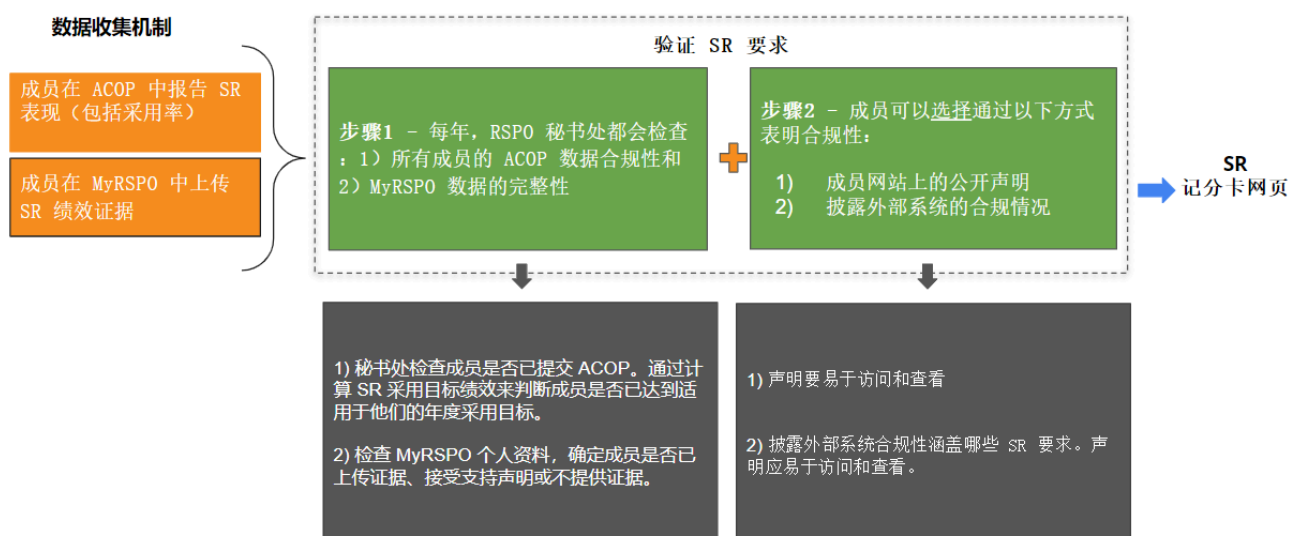 数据收集机制
成员在 ACOP 中报告 SR
表现（包括采用率）
成员在 MyRSPO 中上传
SR 绩效证据
验证 SR 要求
步骤1 - 每年，RSPO 秘书处都会检查
：1）所有成员的 ACOP 数据合规性和
2）MyRSPO 数据的完整性
步骤2 - 成员可以选择通过以下方式
表明合规性：
1) 成员网站上的公开声明
2) 披露外部系统的合规情况
SR
记分卡网页
1) 秘书处检查成员是否已提交 ACOP。通过计
算 SR 采用目标绩效来判断成员是否已达到适
用于他们的年度采用目标。
2) 检查 MyRSPO 个人资料，确定成员是否已
上传证据、接受支持声明或不提供证据。
1) 声明要易于访问和查看
2) 披露外部系统合规性涵盖哪些 SR 要求。声
明应易于访问和查看。